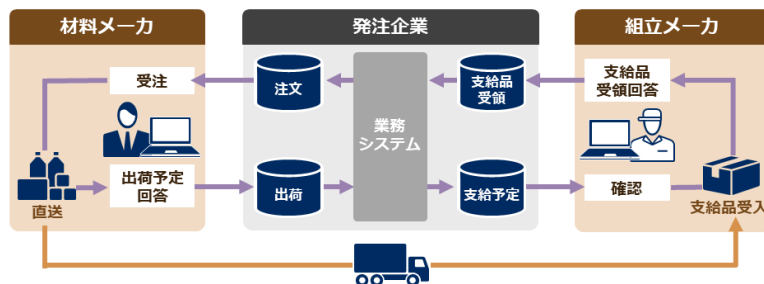 材料メーカ
発注企業
組立メーカ
受注
注文
支給品
受領
支給品
受領回答
業務
システム
出荷予定
回答
出荷
支給予定
確認
直送
支給品受入